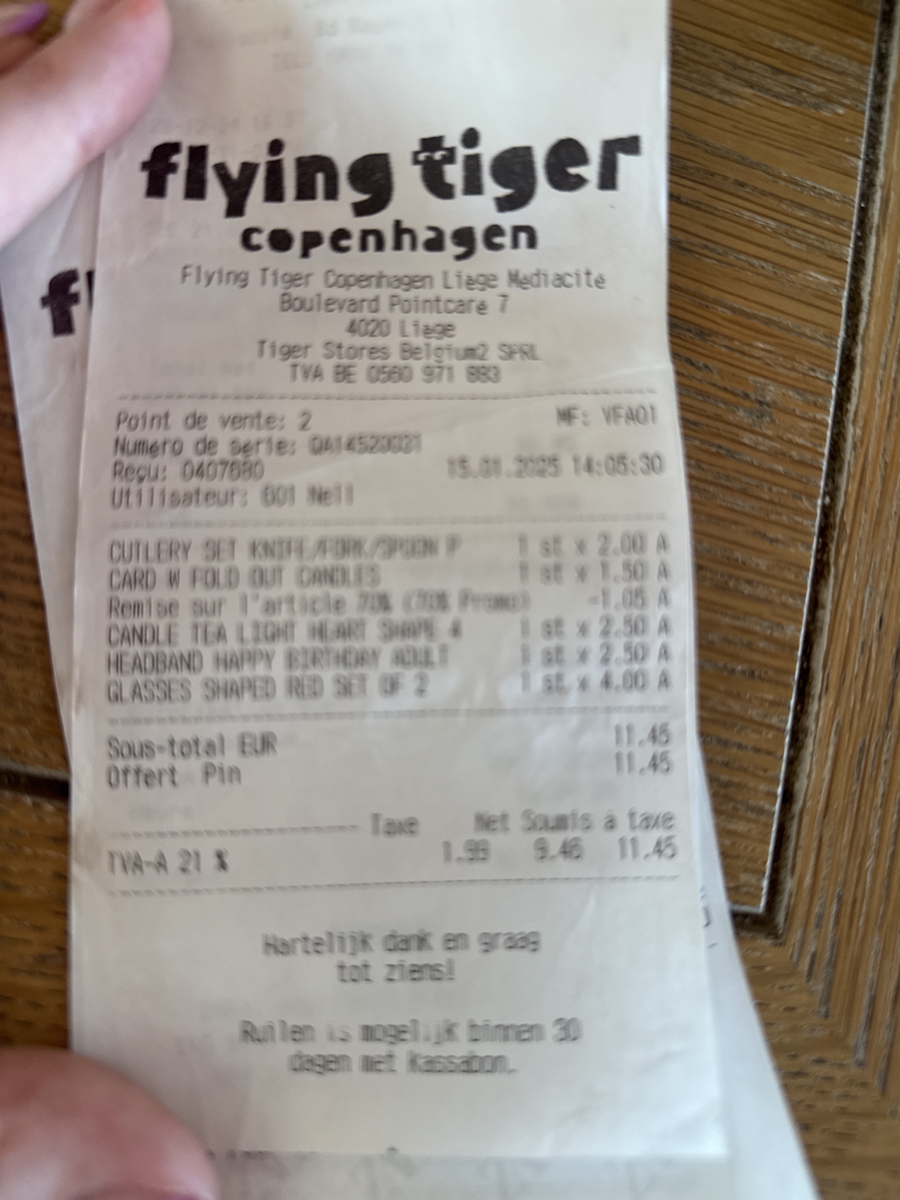 flying tiger
copenhagen
Flying Tiger Copenhagen Liege Mediacite
Boulevard Pointcare 7
4020 Liege
Tiger Stores Belgium2 SPRL
TVA BE 0560 971 883
Point de vente: 2 MF: VFA01
Numero de serie: 0A14520031
Reçu: 0407680 15.01.2025 14:05:30
Utilisateur: 601 Nell
CUTLERY SET KNIFE/FORK/SPOON P 1 st x 2.00 A
CARD W FOLD OUT CANDLES 1 st x 1.50 A
Remise sur l'article 70% (70% Promo) -1.05 A
CANDLE TEA LIGHT HEART SHAPE 4 1 st x 2.50 A
HEADBAND HAPPY BIRTHDAY ADULT 1 st x 2.50 A
GLASSES SHAPED RED SET OF 2 1 st x 4.00 A
Sous-total EUR 11.45
Offert Pin 11.45
Taxe Net Soumis a taxe
TVA-A 21 % 1.99 9.46 11.45
Hartelijk dank en graag
tot ziens!
Ruilen is mogelijk binnen 30
dagen met Kassabon.